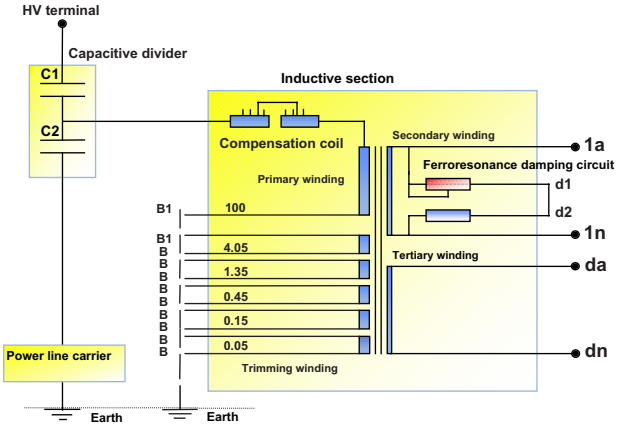 HV terminal
Capacitive divider
C1
C2
Inductive section
Compensation coil
Secondary winding
1a
Ferroresonance damping circuit
d1
d2
1n
Primary winding
B1
100
B1
B
4.05
B
B
1.35
B
B
0.45
B
B
0.15
B
B
0.05
B
Tertiary winding
da
dn
Trimming winding
Power line carrier
Earth
Earth